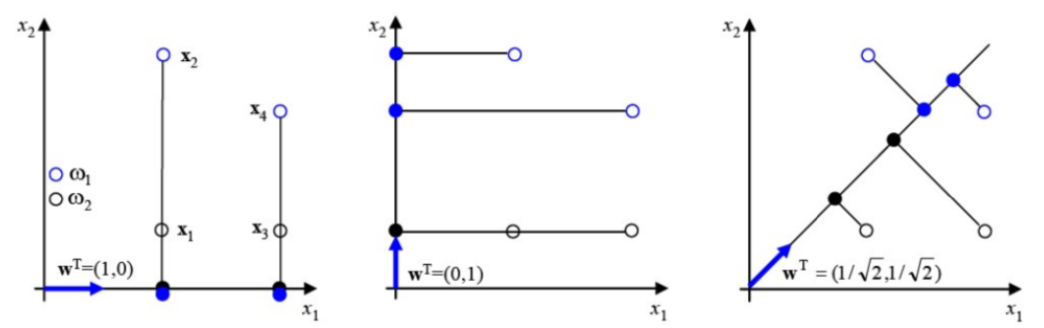 x₂
x₂
x₄
ω₁
ω₂
x₁
x₃
wᵀ=(1,0)
x₁
x₂
wᵀ=(0,1)
x₁
x₂
wᵀ = (1/√2,1/√2)
x₁